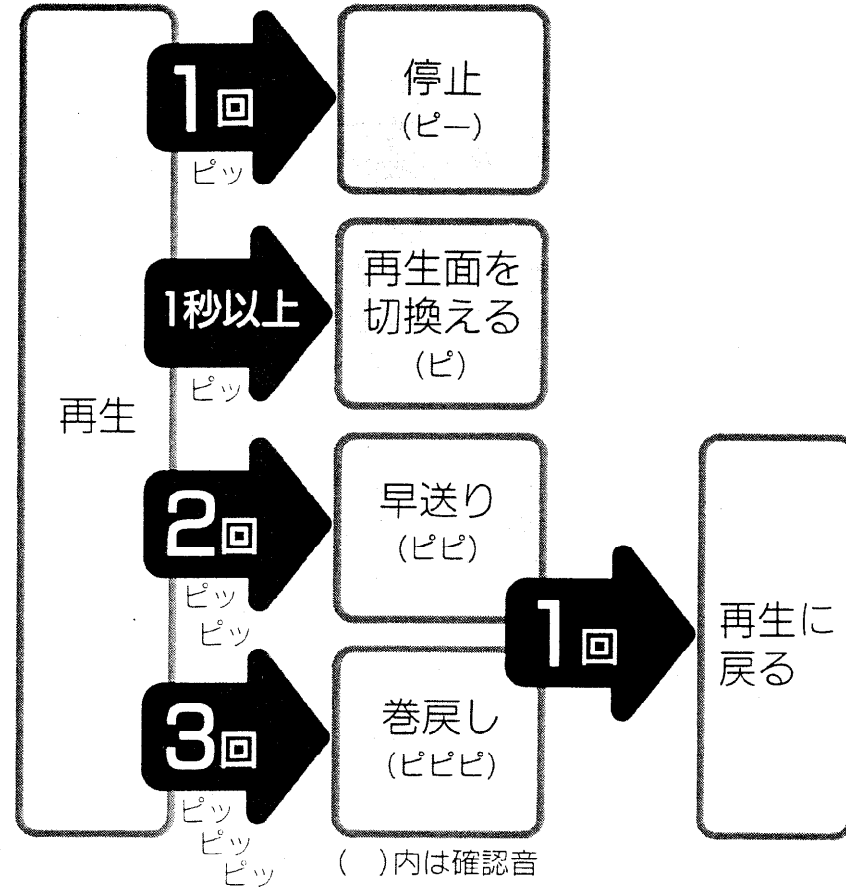 再生
1回
ピッ
停止
(ピー)
1秒以上
ピッ
再生面を
切換える
(ピ)
2回
ピッ
ピッ
早送り
(ピピ)
3回
ピッ
ピッ
ピッ
巻戻し
(ピピピ)
1回
再生に
戻る
( )内は確認音